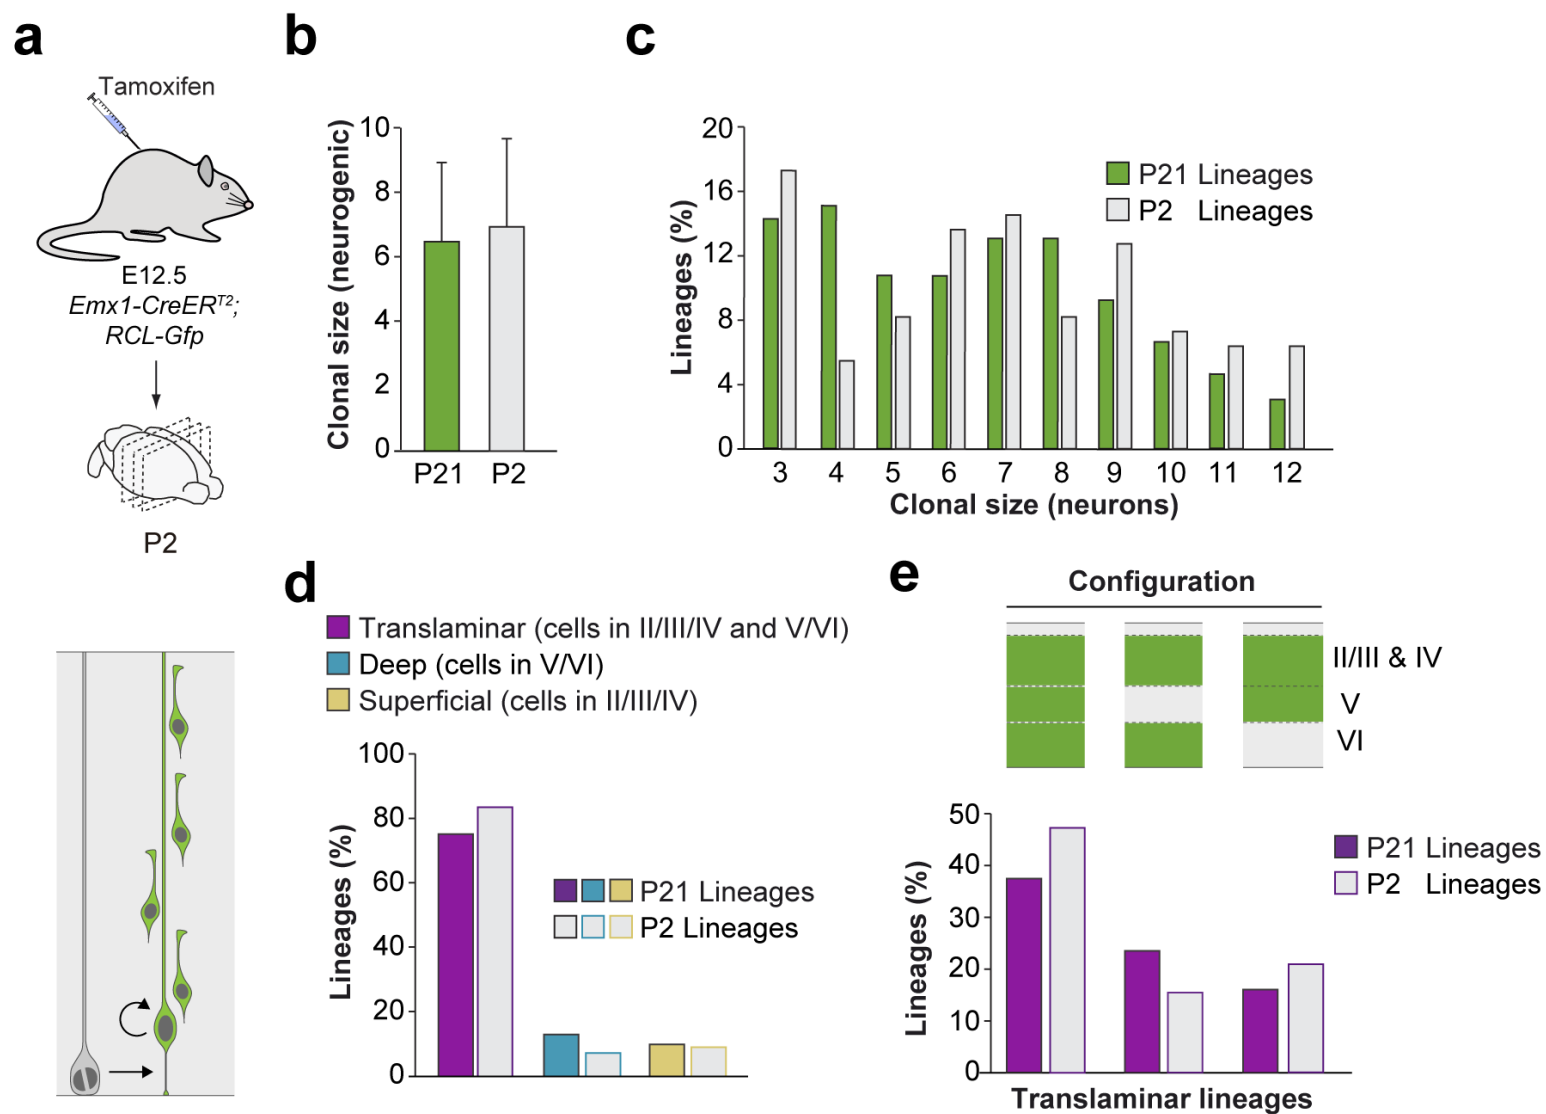 a
Tamoxifen
E12.5
Emx1-CreERT2;
RCL-Gfp
P2
b
Clonal size (neurogenic)
10
8
6
4
2
0
P21
P2
c
Lineages (%)
20
16
12
8
4
0
P21 Lineages
P2 Lineages
3 4 5 6 7 8 9 10 11 12
Clonal size (neurons)
d
Translaminar (cells in II/III/IV and V/VI)
Deep (cells in V/VI)
Superficial (cells in II/III/IV)
Lineages (%)
100
80
60
40
20
0
P21 Lineages
P2 Lineages
e
Configuration
II/III & IV
V
VI
Lineages (%)
50
40
30
20
10
0
P21 Lineages
P2 Lineages
Translaminar lineages